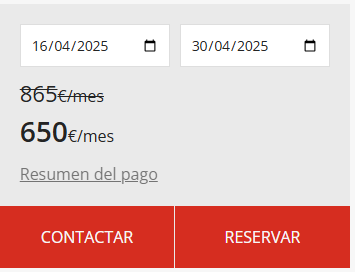 16/04/2025 30/04/2025
865€/mes
650€/mes
Resumen del pago
CONTACTAR RESERVAR